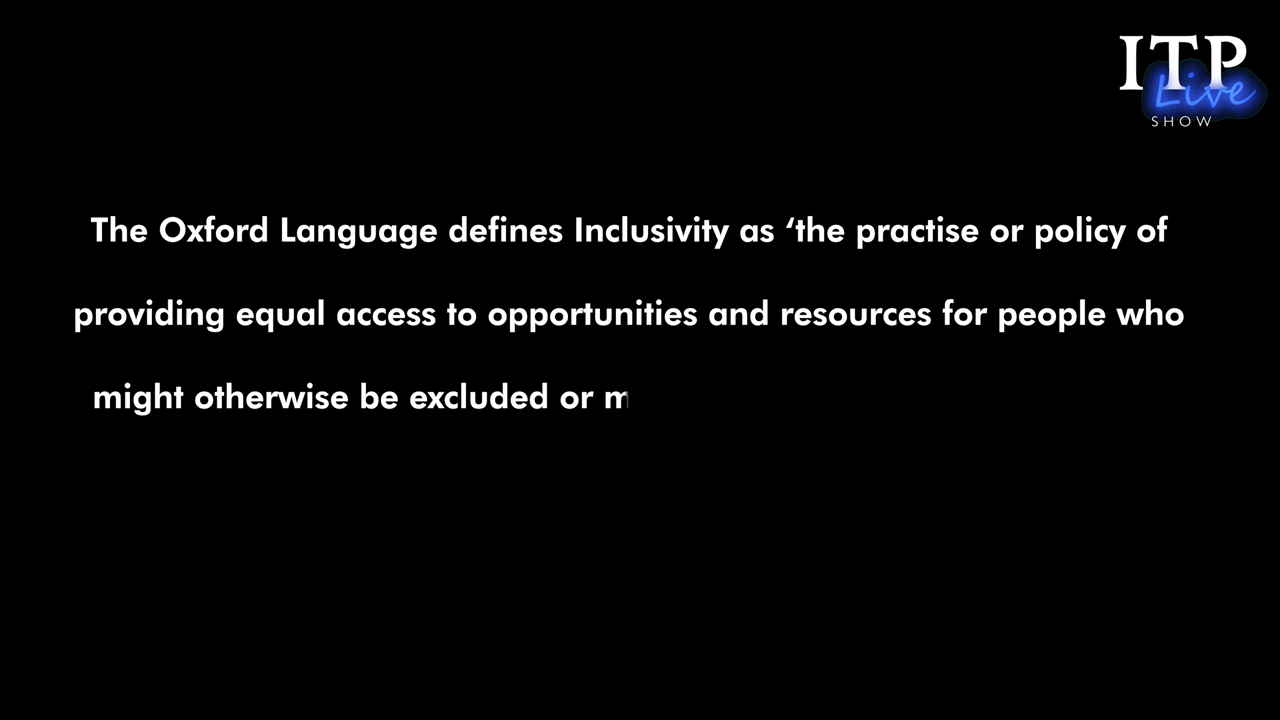 ITP
Live
SHOW
The Oxford Language defines Inclusivity as ‘the practise or policy of
providing equal access to opportunities and resources for people who
might otherwise be excluded or